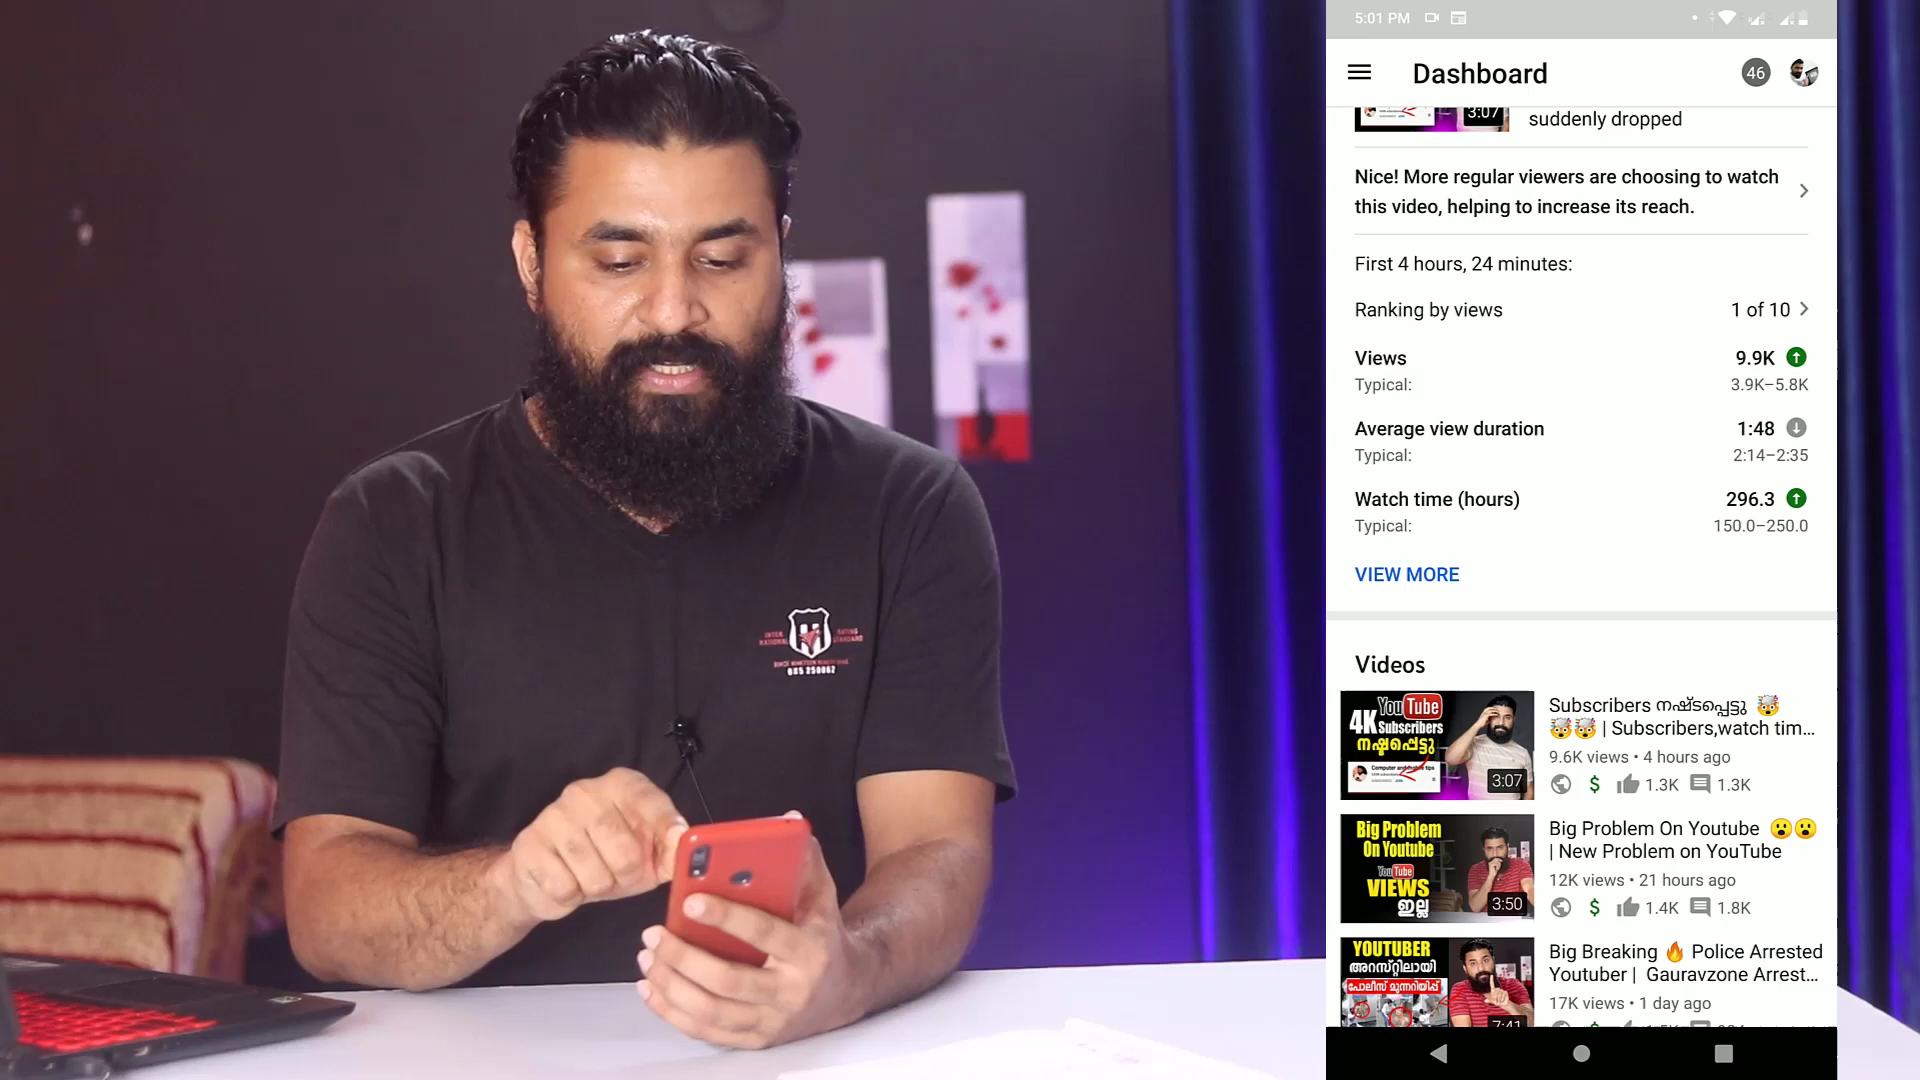 5:01 PM
Dashboard
46
3:07
suddenly dropped
Nice! More regular viewers are choosing to watch
this video, helping to increase its reach.
First 4 hours, 24 minutes:
Ranking by views
1 of 10
Views
9.9K
Typical:
3.9K–5.8K
Average view duration
1:48
Typical:
2:14–2:35
Watch time (hours)
296.3
Typical:
150.0–250.0
VIEW MORE
Videos
YouTube
4K Subscribers
നഷ്ടപ്പെട്ടു
3:07
Subscribers നഷ്ടപ്പെട്ടു 🤯
🤯🤯 | Subscribers,watch tim...
9.6K views • 4 hours ago
$ 1.3K 1.3K
Big Problem
On Youtube
YouTube
VIEWS
ഇല്ല
3:50
Big Problem On Youtube 😮😮
| New Problem on YouTube
12K views • 21 hours ago
$ 1.4K 1.8K
YOUTUBER
അറസ്റ്റിലായി
പോലീസ് മുന്നറിയിപ്പ്
7:41
Big Breaking 🔥 Police Arrested
Youtuber | Gauravzone Arrest...
17K views • 1 day ago